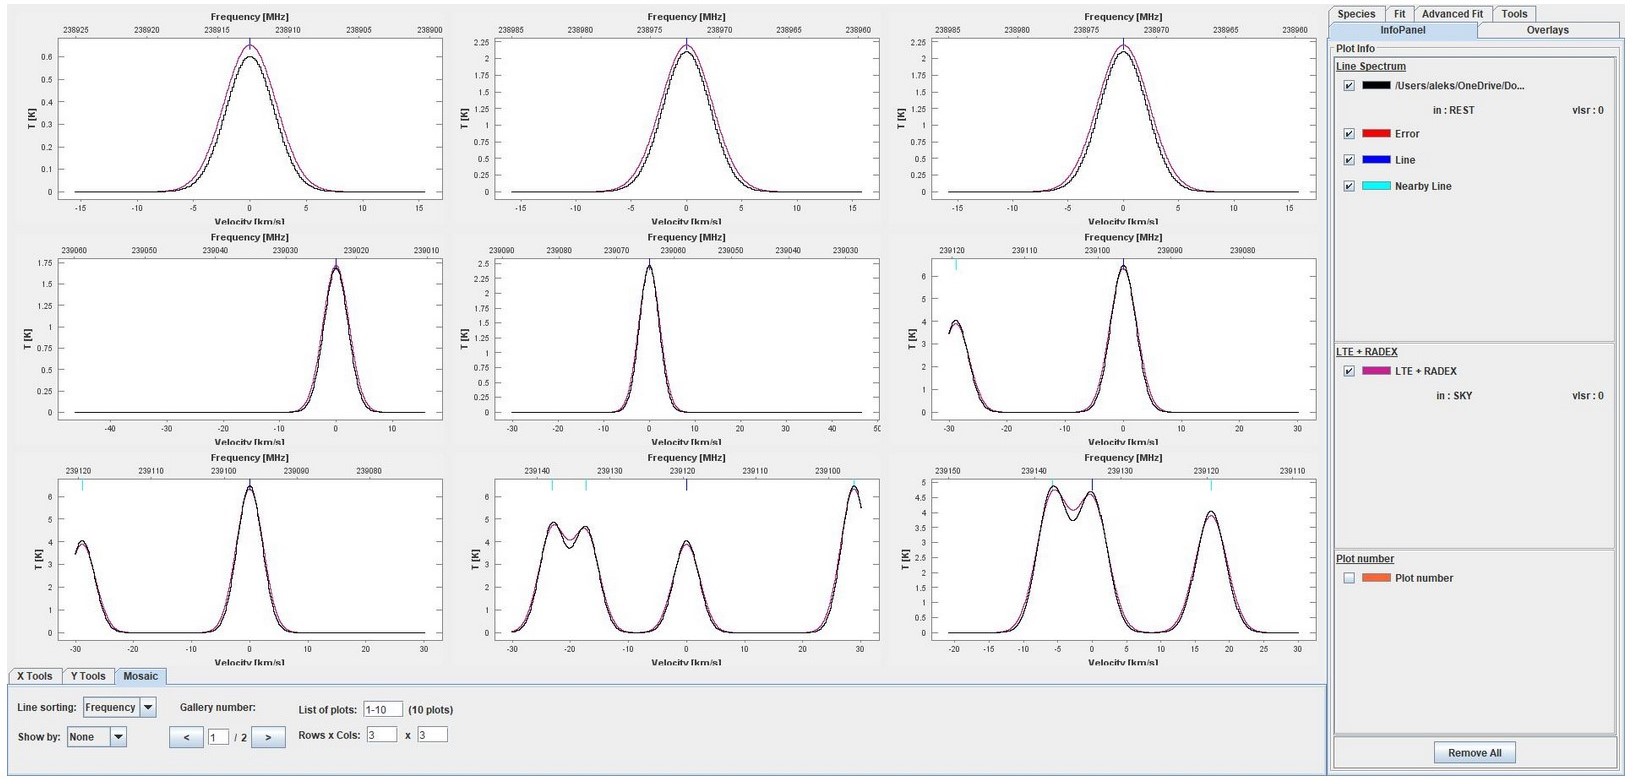 Frequency [MHz]
238925 238920 238915 238910 238905 238900
0.6
0.5
0.4
0.3
0.2
0.1
0
T [K]
-15 -10 -5 0 5 10 15
Velocity [km/s]
Frequency [MHz]
238985 238980 238975 238970 238965 238960
2.25
2
1.75
1.5
1.25
1
0.75
0.5
0.25
0
T [K]
-15 -10 -5 0 5 10 15
Velocity [km/s]
Frequency [MHz]
238985 238980 238975 238970 238965 238960
2.25
2
1.75
1.5
1.25
1
0.75
0.5
0.25
0
T [K]
-15 -10 -5 0 5 10 15
Velocity [km/s]
Frequency [MHz]
239060 239050 239040 239030 239020 239010
1.75
1.5
1.25
1
0.75
0.5
0.25
0
T [K]
-40 -30 -20 -10 0 10
Velocity [km/s]
Frequency [MHz]
239090 239080 239070 239060 239050 239040 239030
2.5
2.25
2
1.75
1.5
1.25
1
0.75
0.5
0.25
0
T [K]
-30 -20 -10 0 10 20 30 40 50
Velocity [km/s]
Frequency [MHz]
239120 239110 239100 239090 239080
6
5
4
3
2
1
0
T [K]
-30 -20 -10 0 10 20 30
Velocity [km/s]
Frequency [MHz]
239120 239110 239100 239090 239080
6
5
4
3
2
1
0
T [K]
-30 -20 -10 0 10 20 30
Velocity [km/s]
Frequency [MHz]
239140 239130 239120 239110 239100
6
5
4
3
2
1
0
T [K]
-30 -20 -10 0 10 20 30
Velocity [km/s]
Frequency [MHz]
239150 239140 239130 239120 239110
5
4.5
4
3.5
3
2.5
2
1.5
1
0.5
0
T [K]
-20 -15 -10 -5 0 5 10 15 20 25 30
Velocity [km/s]
X Tools Y Tools Mosaic
Line sorting: Frequency Gallery number: List of plots: 1-10 (10 plots)
Show by: None < 1 / 2 > Rows x Cols: 3 x 3
Species Fit Advanced Fit Tools
InfoPanel Overlays
Plot Info
Line Spectrum
/Users/aleks/OneDrive/Do...
in : REST vlsr : 0
Error
Line
Nearby Line
LTE + RADEX
LTE + RADEX
in : SKY vlsr : 0
Plot number
Plot number
Remove All